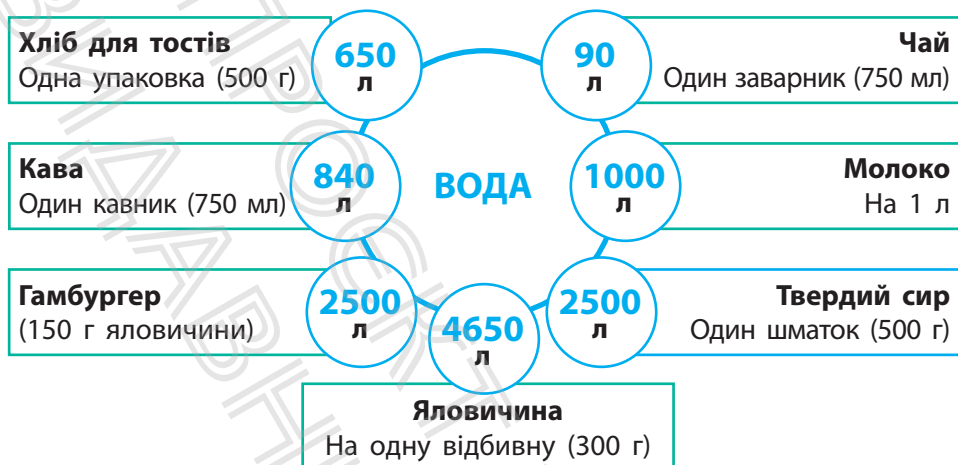 Хліб для тостів
Одна упаковка (500 г)
650
л
90
л
Чай
Один заварник (750 мл)
Кава
Один кавник (750 мл)
840
л
ВОДА
1000
л
Молоко
На 1 л
Гамбургер
(150 г яловичини)
2500
л
4650
л
2500
л
Твердий сир
Один шматок (500 г)
Яловичина
На одну відбивну (300 г)